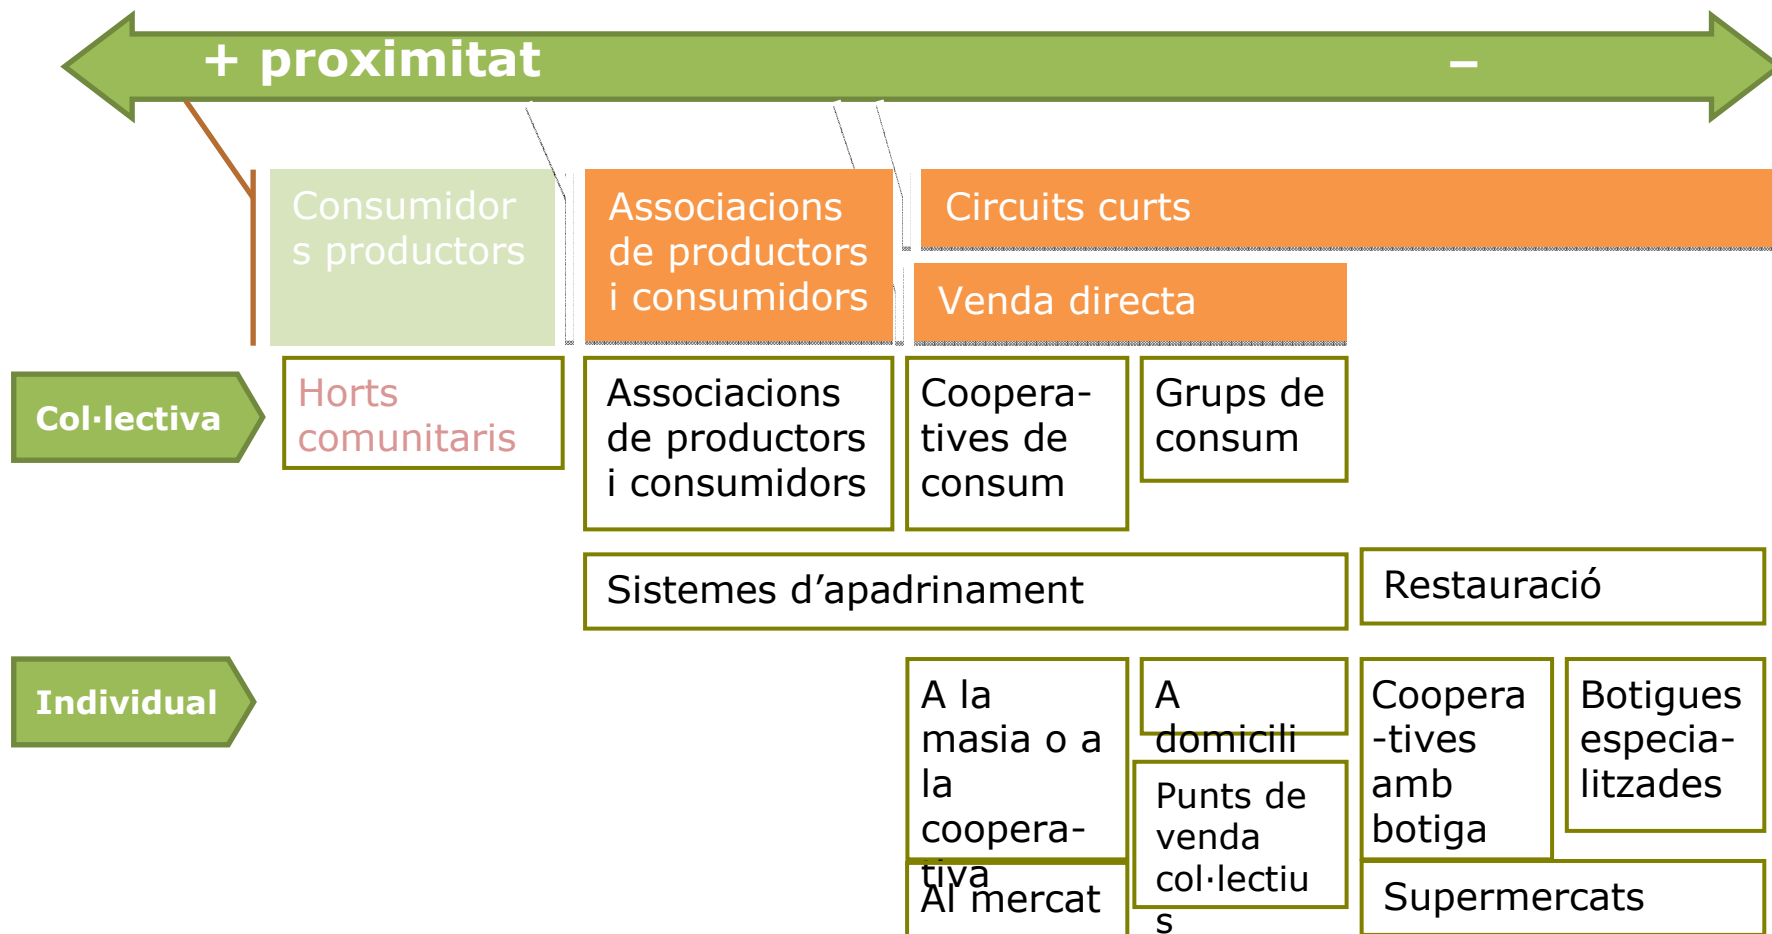 + proximitat –
Consumidor
s productors
Associacions
de productors
i consumidors
Circuits curts
Venda directa
Col·lectiva
Horts
comunitaris
Associacions
de productors
i consumidors
Coopera-
tives de
consum
Grups de
consum
Sistemes d’apadrinament
Restauració
Individual
A la
masia o a
la
coopera-
tiva
Al mercat
A
domicili
Punts de
venda
col·lectiu
s
Coopera
-tives
amb
botiga
Botigues
especia-
litzades
Supermercats